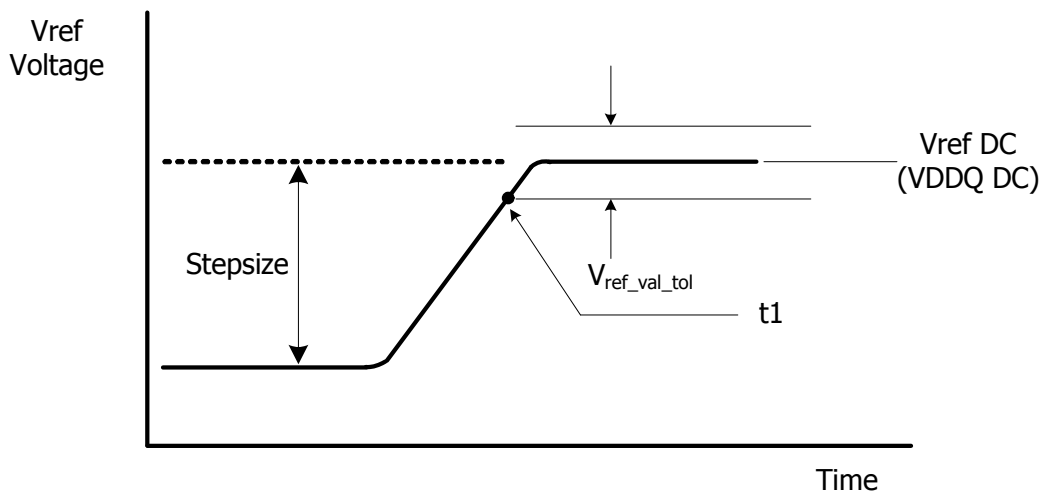 Vref
Voltage
Vref DC
(VDDQ DC)
Stepsize
Vref_val_tol
t1
Time